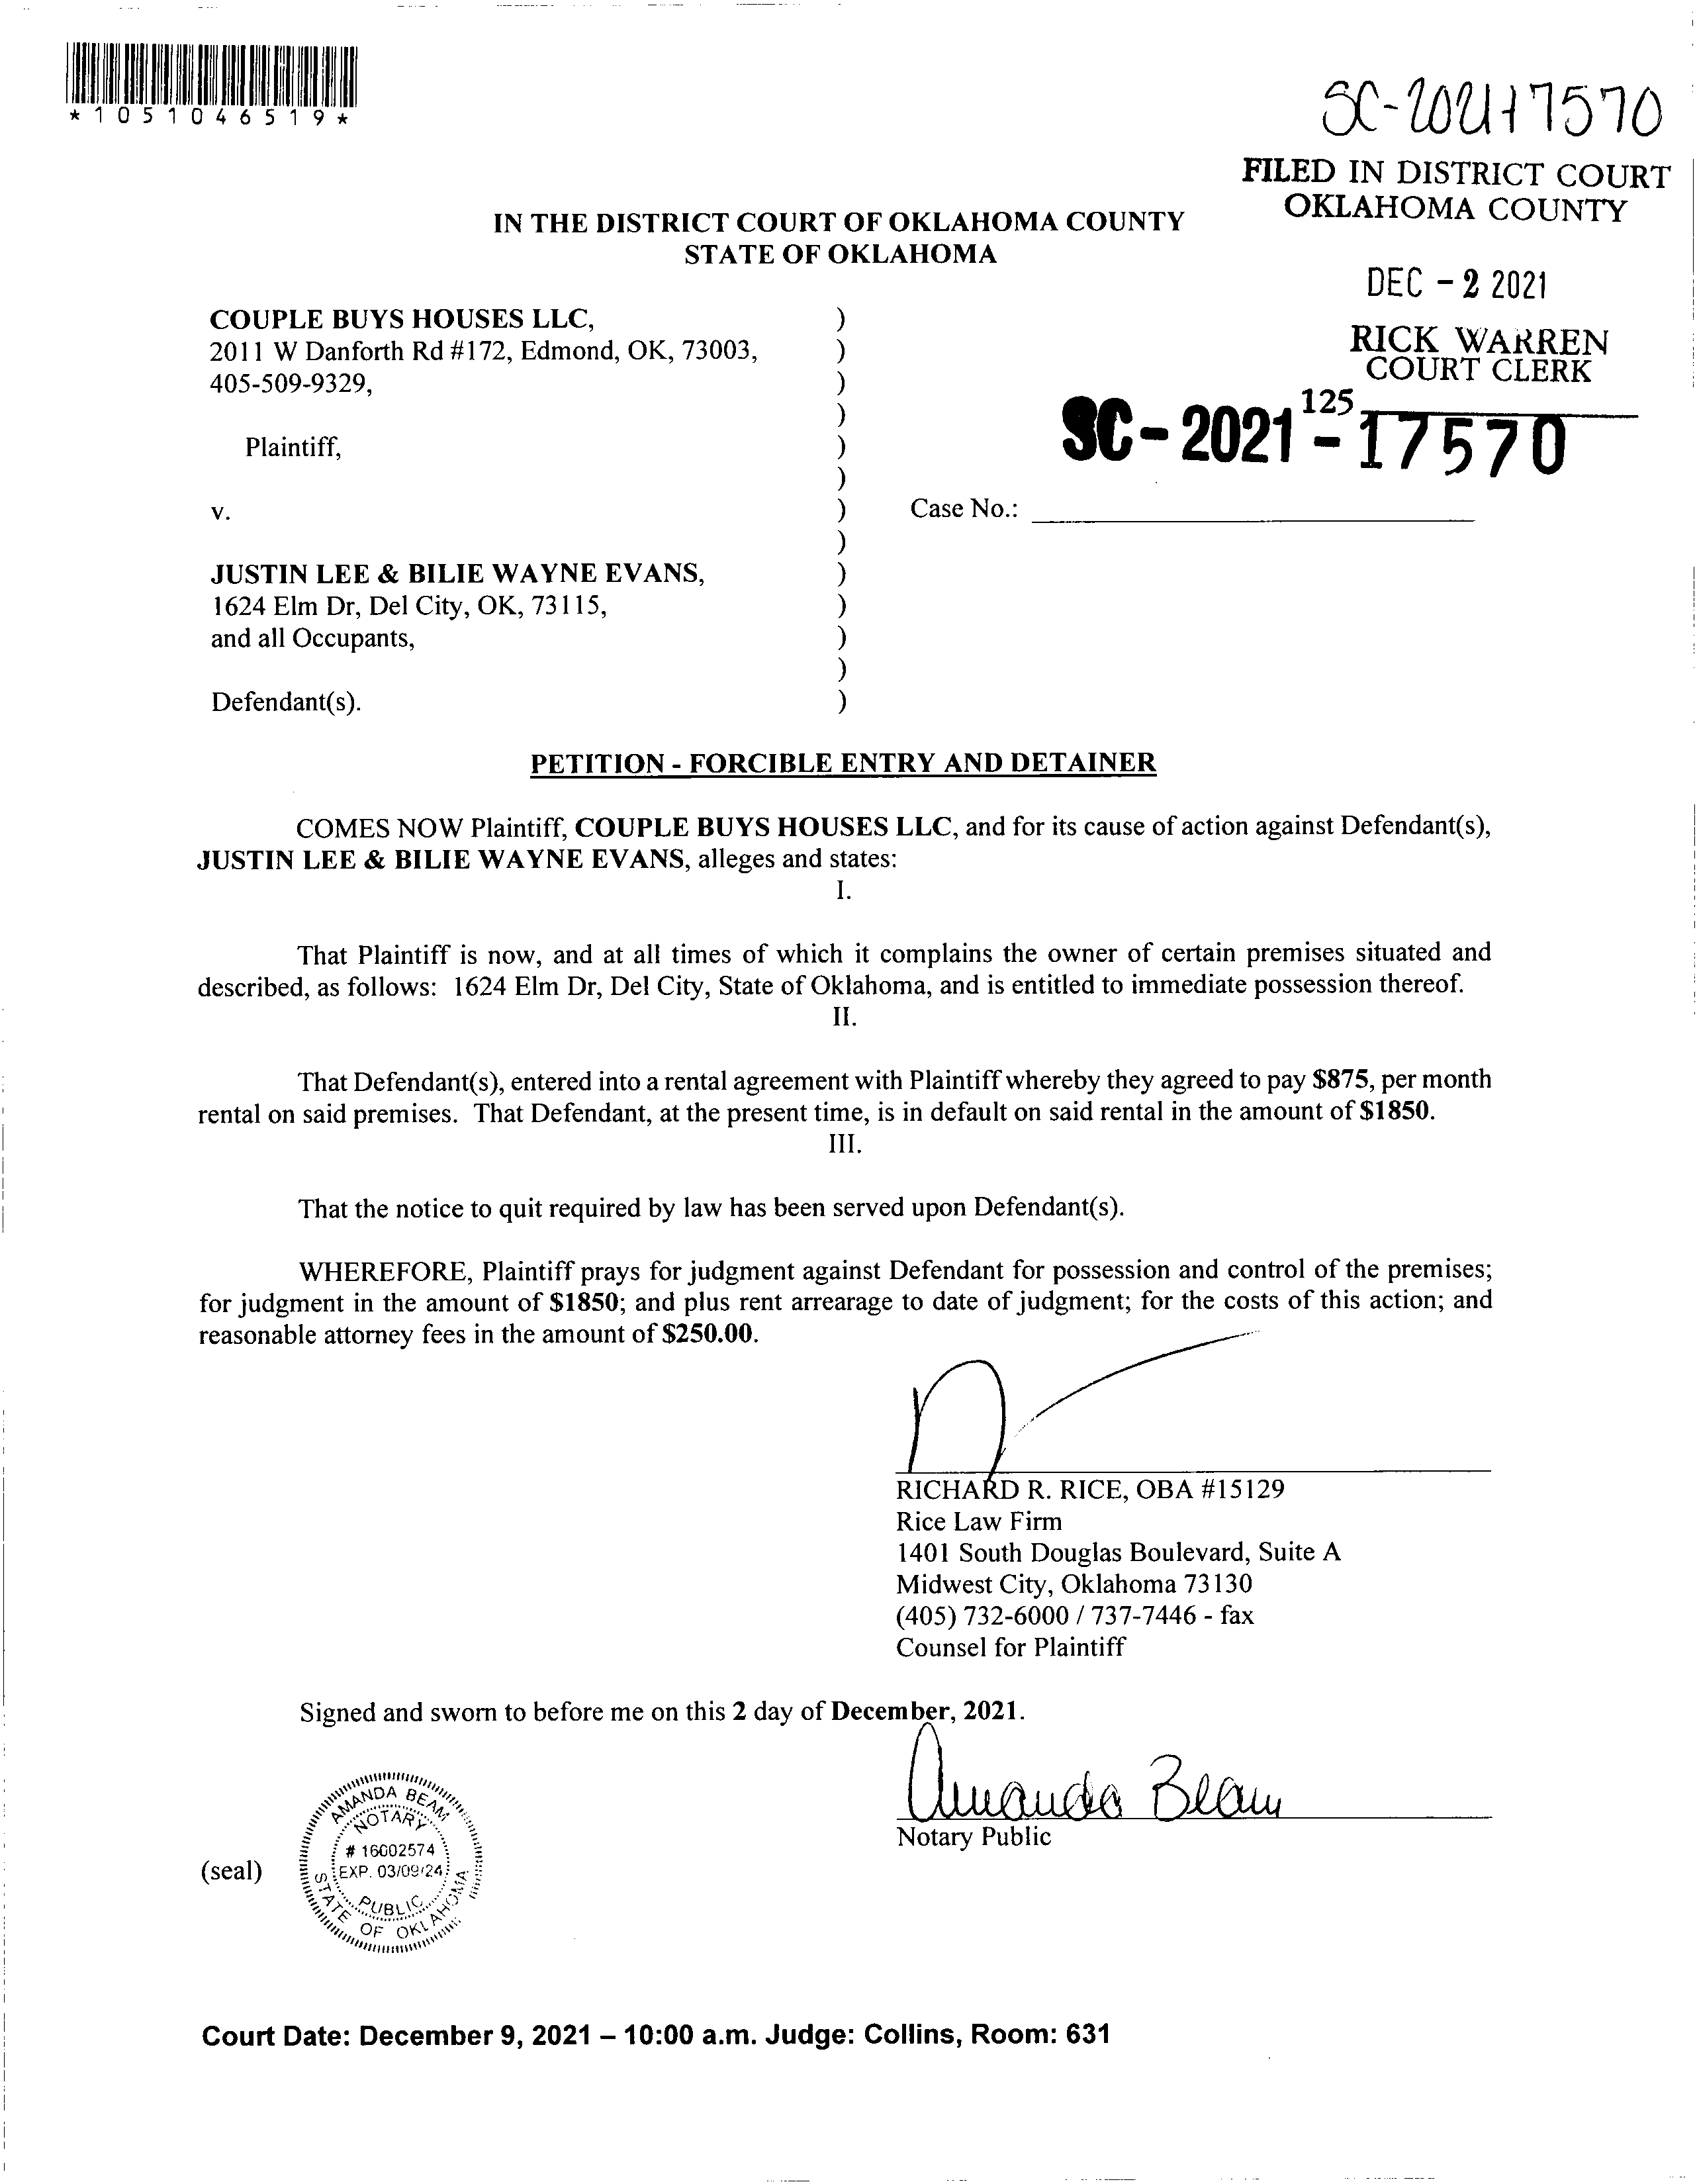 *1051046519*
SC-2021-17570
FILED IN DISTRICT COURT
OKLAHOMA COUNTY
IN THE DISTRICT COURT OF OKLAHOMA COUNTY
STATE OF OKLAHOMA
DEC - 2 2021
RICK WARREN
COURT CLERK
125
SC-2021-17570
COUPLE BUYS HOUSES LLC, )
2011 W Danforth Rd #172, Edmond, OK, 73003, )
405-509-9329, )
)
Plaintiff, )
)
v. ) Case No.:
)
JUSTIN LEE & BILIE WAYNE EVANS, )
1624 Elm Dr, Del City, OK, 73115, )
and all Occupants, )
)
Defendant(s). )
PETITION - FORCIBLE ENTRY AND DETAINER
COMES NOW Plaintiff, COUPLE BUYS HOUSES LLC, and for its cause of action against Defendant(s),
JUSTIN LEE & BILIE WAYNE EVANS, alleges and states:
I.
That Plaintiff is now, and at all times of which it complains the owner of certain premises situated and
described, as follows: 1624 Elm Dr, Del City, State of Oklahoma, and is entitled to immediate possession thereof.
II.
That Defendant(s), entered into a rental agreement with Plaintiff whereby they agreed to pay $875, per month
rental on said premises. That Defendant, at the present time, is in default on said rental in the amount of $1850.
III.
That the notice to quit required by law has been served upon Defendant(s).
WHEREFORE, Plaintiff prays for judgment against Defendant for possession and control of the premises;
for judgment in the amount of $1850; and plus rent arrearage to date of judgment; for the costs of this action; and
reasonable attorney fees in the amount of $250.00.
RICHARD R. RICE, OBA #15129
Rice Law Firm
1401 South Douglas Boulevard, Suite A
Midwest City, Oklahoma 73130
(405) 732-6000 / 737-7446 - fax
Counsel for Plaintiff
Signed and sworn to before me on this 2 day of December, 2021.
Amanda Beam
Notary Public
(seal)
AMANDA BEAM
NOTARY
# 16002574
EXP. 03/09/24
PUBLIC
STATE OF OKLAHOMA
Court Date: December 9, 2021 – 10:00 a.m. Judge: Collins, Room: 631